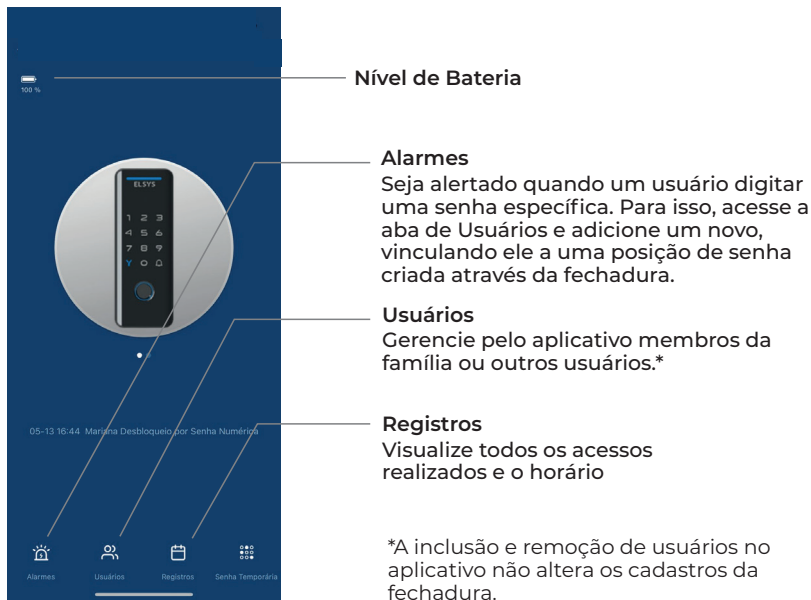 100 %
Nível de Bateria
ELSYS
1 2 3
4 5 6
7 8 9
Y 0
Alarmes
Seja alertado quando um usuário digitar
uma senha específica. Para isso, acesse a
aba de Usuários e adicione um novo,
vinculando ele a uma posição de senha
criada através da fechadura.
Usuários
Gerencie pelo aplicativo membros da
família ou outros usuários.*
Registros
Visualize todos os acessos
realizados e o horário
05-13 16:44 Mariana Desbloqueio por Senha Numérica
*A inclusão e remoção de usuários no
aplicativo não altera os cadastros da
fechadura.
Alarmes
Usuários
Registros
Senha Temporária